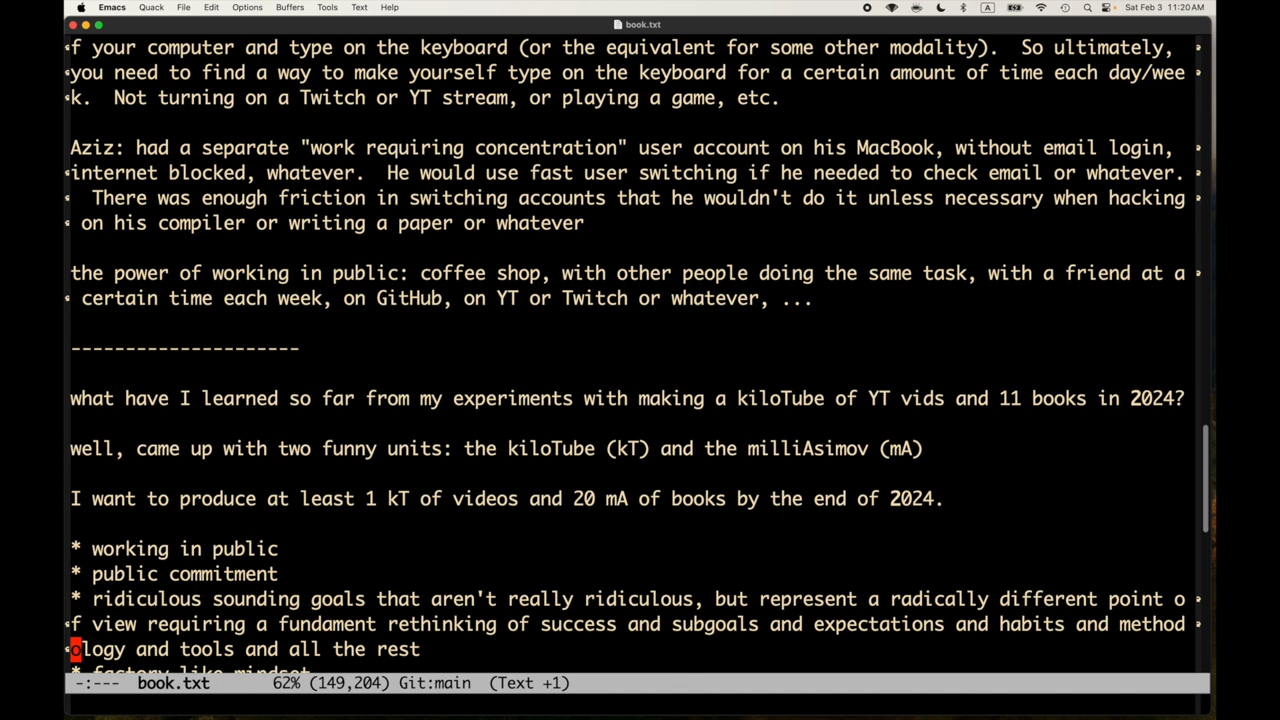 Emacs Quack File Edit Options Buffers Tools Text Help A Sat Feb 3 11:20AM
book.txt
f your computer and type on the keyboard (or the equivalent for some other modality).  So ultimately,
you need to find a way to make yourself type on the keyboard for a certain amount of time each day/wee
k.  Not turning on a Twitch or YT stream, or playing a game, etc.
Aziz: had a separate "work requiring concentration" user account on his MacBook, without email login,
internet blocked, whatever.  He would use fast user switching if he needed to check email or whatever.
There was enough friction in switching accounts that he wouldn't do it unless necessary when hacking
on his compiler or writing a paper or whatever
the power of working in public: coffee shop, with other people doing the same task, with a friend at a
certain time each week, on GitHub, on YT or Twitch or whatever, ...
---------------------
what have I learned so far from my experiments with making a kiloTube of YT vids and 11 books in 2024?
well, came up with two funny units: the kiloTube (kT) and the milliAsimov (mA)
I want to produce at least 1 kT of videos and 20 mA of books by the end of 2024.
* working in public
* public commitment
* ridiculous sounding goals that aren't really ridiculous, but represent a radically different point o
f view requiring a fundament rethinking of success and subgoals and expectations and habits and method
ology and tools and all the rest
* factory-like mindset
-:--- book.txt 62% (149,204) Git:main (Text +1)